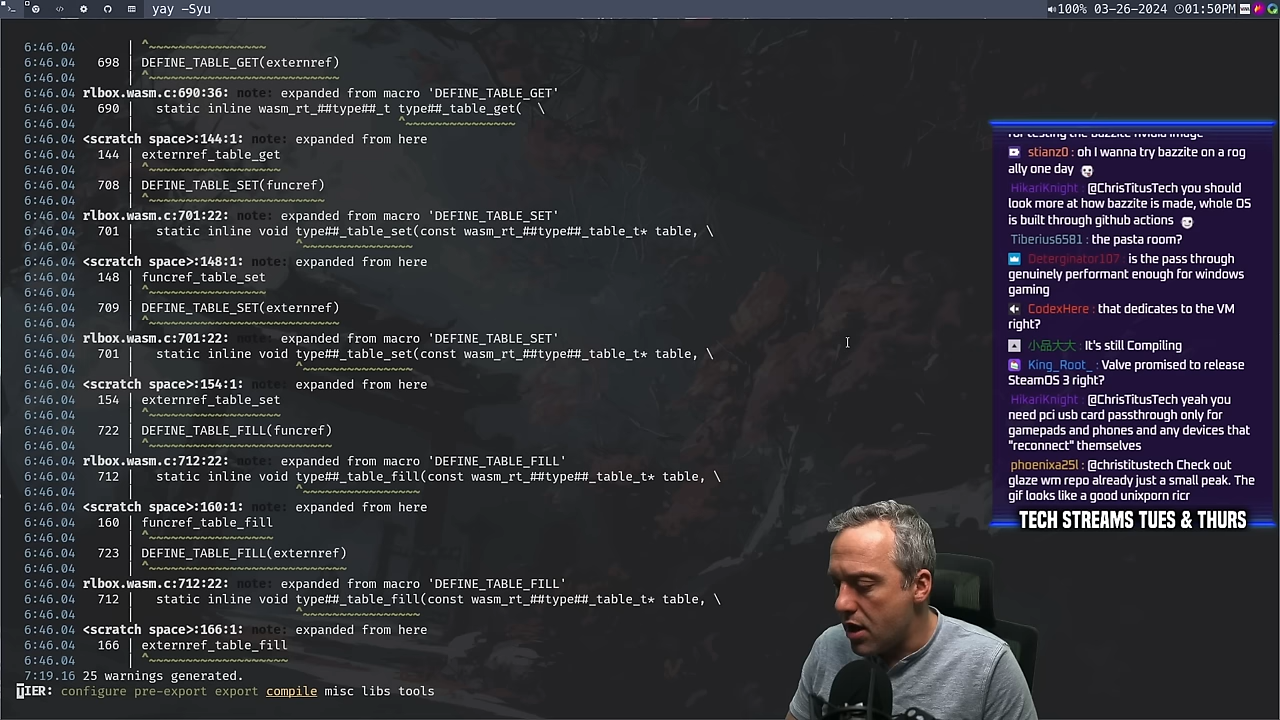 yay -Syu
100% 03-26-2024 01:50PM
6:46.04 | ^~~~~~~~~~~~~~~~
6:46.04 698 | DEFINE_TABLE_GET(externref)
6:46.04 | ^~~~~~~~~~~~~~~~~~~~~~~~~~~
6:46.04 rlbox.wasm.c:690:36: note: expanded from macro 'DEFINE_TABLE_GET'
6:46.04 690 | static inline wasm_rt_##type##_t type##_table_get( \
6:46.04 | ^~~~~~~~~~~~~~~~
6:46.04 <scratch space>:144:1: note: expanded from here
6:46.04 144 | externref_table_get
6:46.04 | ^~~~~~~~~~~~~~~~~~~
6:46.04 708 | DEFINE_TABLE_SET(funcref)
6:46.04 | ^~~~~~~~~~~~~~~~~~~~~~~~~
6:46.04 rlbox.wasm.c:701:22: note: expanded from macro 'DEFINE_TABLE_SET'
6:46.04 701 | static inline void type##_table_set(const wasm_rt_##type##_table_t* table, \
6:46.04 | ^~~~~~~~~~~~~~~~
6:46.04 <scratch space>:148:1: note: expanded from here
6:46.04 148 | funcref_table_set
6:46.04 | ^~~~~~~~~~~~~~~~~
6:46.04 709 | DEFINE_TABLE_SET(externref)
6:46.04 | ^~~~~~~~~~~~~~~~~~~~~~~~~~~
6:46.04 rlbox.wasm.c:701:22: note: expanded from macro 'DEFINE_TABLE_SET'
6:46.04 701 | static inline void type##_table_set(const wasm_rt_##type##_table_t* table, \
6:46.04 | ^~~~~~~~~~~~~~~~
6:46.04 <scratch space>:154:1: note: expanded from here
6:46.04 154 | externref_table_set
6:46.04 | ^~~~~~~~~~~~~~~~~~~
6:46.04 722 | DEFINE_TABLE_FILL(funcref)
6:46.04 | ^~~~~~~~~~~~~~~~~~~~~~~~~~
6:46.04 rlbox.wasm.c:712:22: note: expanded from macro 'DEFINE_TABLE_FILL'
6:46.04 712 | static inline void type##_table_fill(const wasm_rt_##type##_table_t* table, \
6:46.04 | ^~~~~~~~~~~~~~~~~
6:46.04 <scratch space>:160:1: note: expanded from here
6:46.04 160 | funcref_table_fill
6:46.04 | ^~~~~~~~~~~~~~~~~~
6:46.04 723 | DEFINE_TABLE_FILL(externref)
6:46.04 | ^~~~~~~~~~~~~~~~~~~~~~~~~~~~
6:46.04 rlbox.wasm.c:712:22: note: expanded from macro 'DEFINE_TABLE_FILL'
6:46.04 712 | static inline void type##_table_fill(const wasm_rt_##type##_table_t* table, \
6:46.04 | ^~~~~~~~~~~~~~~~~
6:46.04 <scratch space>:166:1: note: expanded from here
6:46.04 166 | externref_table_fill
6:46.04 | ^~~~~~~~~~~~~~~~~~~~
7:19.16 25 warnings generated.
TIER: configure pre-export export compile misc libs tools
for testing the bazzite nvidia image
stianz0 : oh I wanna try bazzite on a rog
ally one day
HikariKnight : @ChrisTitusTech you should
look more at how bazzite is made, whole OS
is built through github actions
Tiberius6581 : the pasta room?
Deterginator107 : is the pass through
genuinely performant enough for windows
gaming
CodexHere : that dedicates to the VM
right?
小品大大 : It's still Compiling
King_Root_ : Valve promised to release
SteamOS 3 right?
HikariKnight : @ChrisTitusTech yeah you
need pci usb card passthrough only for
gamepads and phones and any devices that
"reconnect" themselves
phoenixa25l : @christitustech Check out
glaze wm repo already just a small peak. The
gif looks like a good unixporn ricr
TECH STREAMS TUES & THURS